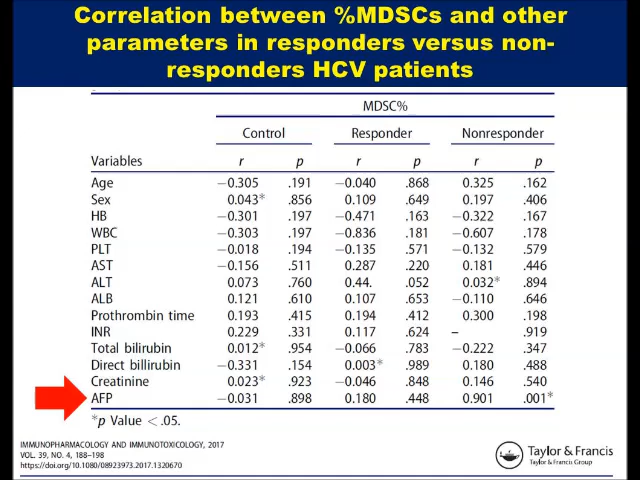 Correlation between %MDSCs and other
parameters in responders versus non-
responders HCV patients
MDSC%
Control Responder Nonresponder
Variables r p r p r p
Age −0.305 .191 −0.040 .868 0.325 .162
Sex 0.043* .856 0.109 .649 0.197 .406
HB −0.301 .197 −0.471 .163 −0.322 .167
WBC −0.303 .197 −0.836 .181 −0.607 .178
PLT −0.018 .194 −0.135 .571 −0.132 .579
AST −0.156 .511 0.287 .220 0.181 .446
ALT 0.073 .760 0.44. .052 0.032* .894
ALB 0.121 .610 0.107 .653 −0.110 .646
Prothrombin time 0.193 .415 0.194 .412 0.300 .198
INR 0.229 .331 0.117 .624 – .919
Total bilirubin 0.012* .954 −0.066 .783 −0.222 .347
Direct billirubin −0.331 .154 0.003* .989 0.180 .488
Creatinine 0.023* .923 −0.046 .848 0.146 .540
AFP −0.031 .898 0.180 .448 0.901 .001*
*p Value < .05.
IMMUNOPHARMACOLOGY AND IMMUNOTOXICOLOGY, 2017
VOL. 39, NO. 4, 188–198
https://doi.org/10.1080/08923973.2017.1320670
Taylor & Francis
Taylor & Francis Group